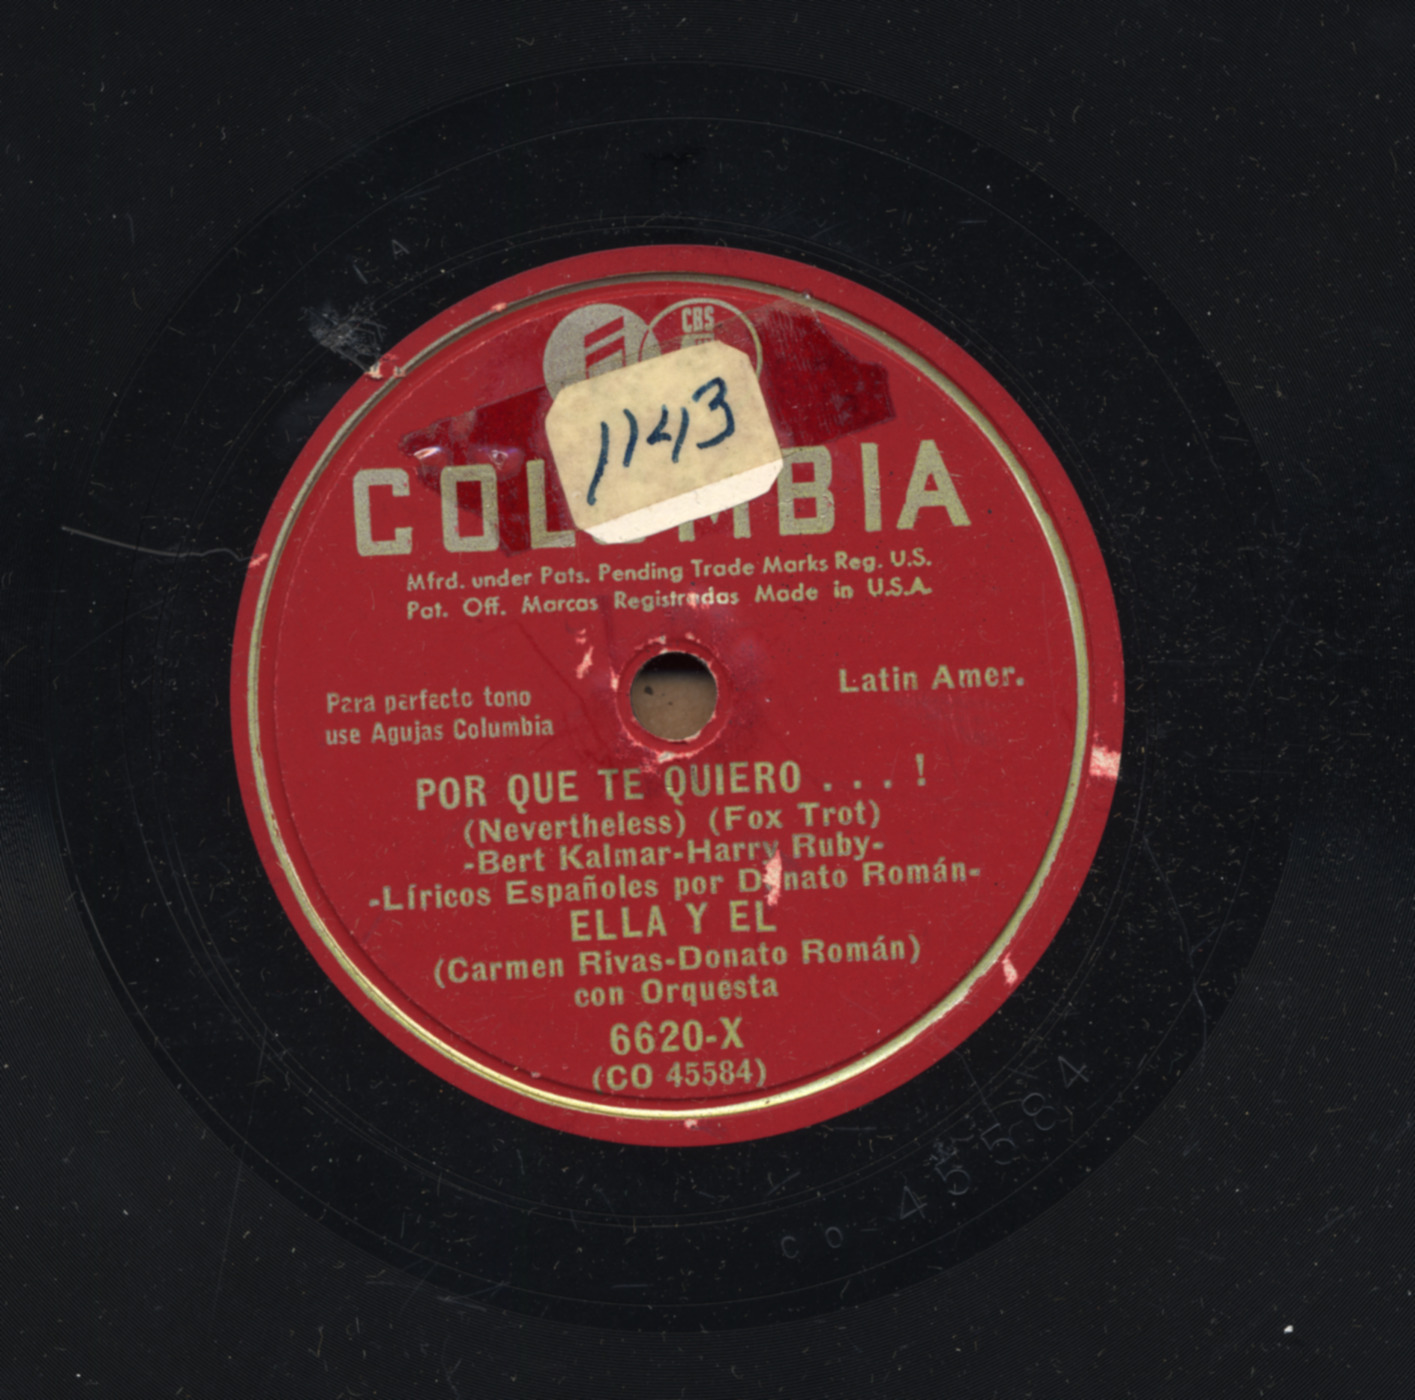 CBS
1143
COLUMBIA
Mfrd. under Pats. Pending Trade Marks Reg. U.S.
Pat. Off. Marcas Registradas Made in U.S.A.
Latin Amer.
Para perfecto tono
use Agujas Columbia
POR QUE TE QUIERO . . . !
(Nevertheless) (Fox Trot)
-Bert Kalmar-Harry Ruby-
-Líricos Españoles por Donato Román-
ELLA Y EL
(Carmen Rivas-Donato Román)
con Orquesta
6620-X
(CO 45584)
CO 45584